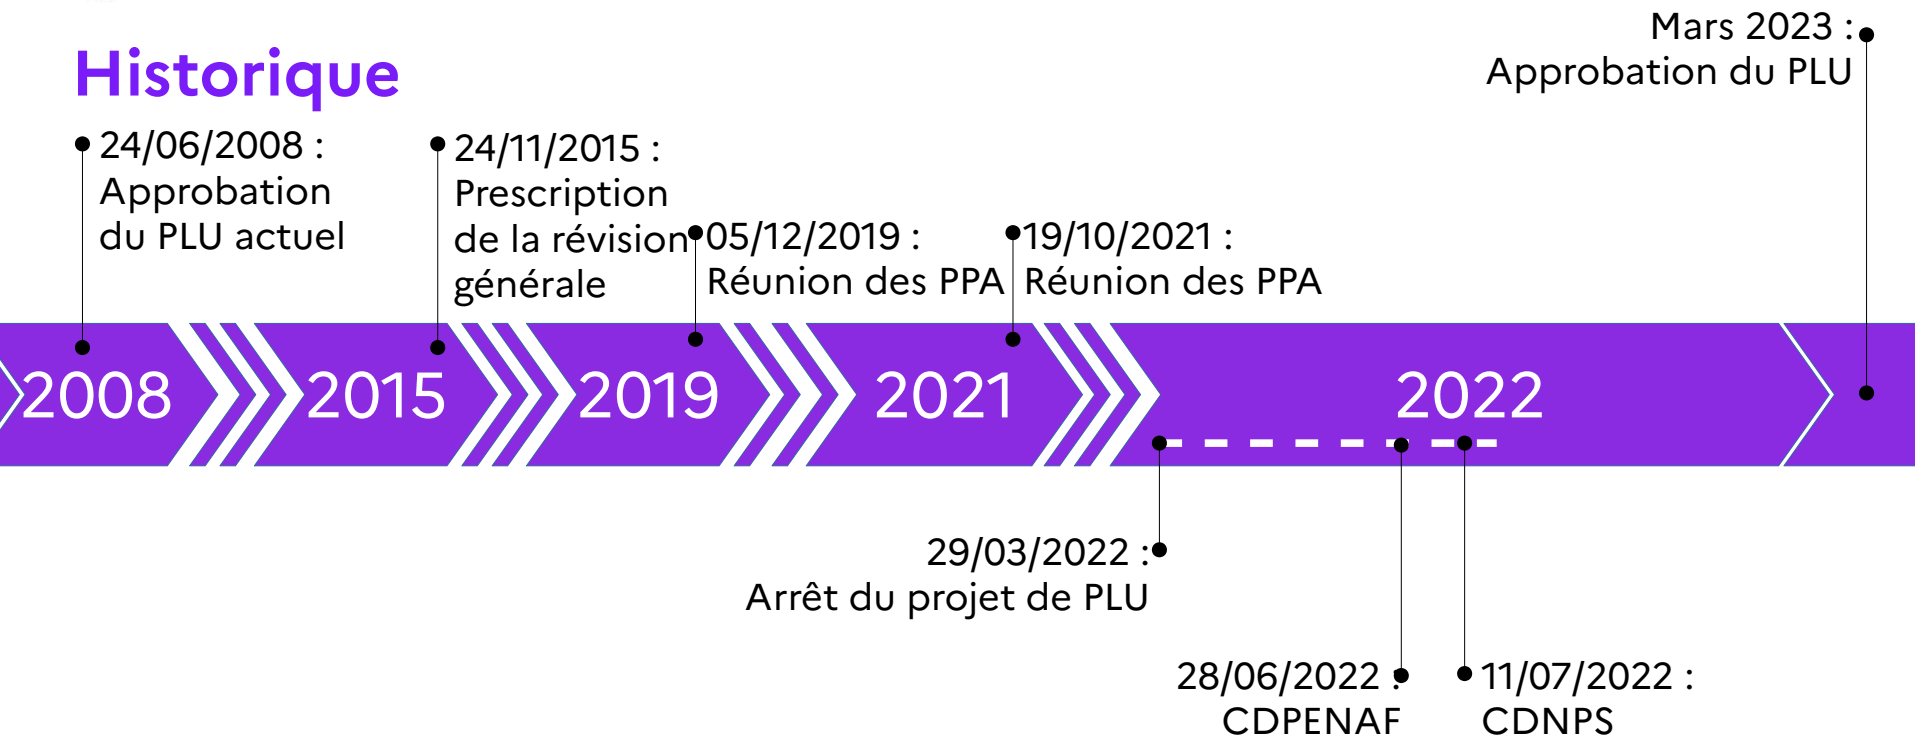 Historique
Mars 2023 :
Approbation du PLU
24/06/2008 :
Approbation
du PLU actuel
24/11/2015 :
Prescription
de la révision
générale
05/12/2019 :
Réunion des PPA
19/10/2021 :
Réunion des PPA
2008
2015
2019
2021
2022
29/03/2022 :
Arrêt du projet de PLU
28/06/2022 :
CDPENAF
11/07/2022 :
CDNPS